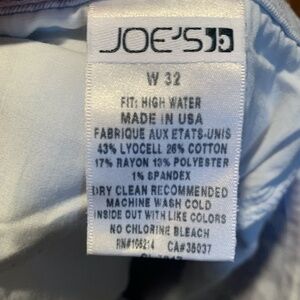 JOE'S
W 32
FIT: HIGH WATER
MADE IN USA
FABRIQUE AUX ETATS-UNIS
43% LYOCELL 26% COTTON
17% RAYON 13% POLYESTER
1% SPANDEX
DRY CLEAN RECOMMENDED
MACHINE WASH COLD
INSIDE OUT WITH LIKE COLORS
NO CHLORINE BLEACH
RN#106214 CA#38037